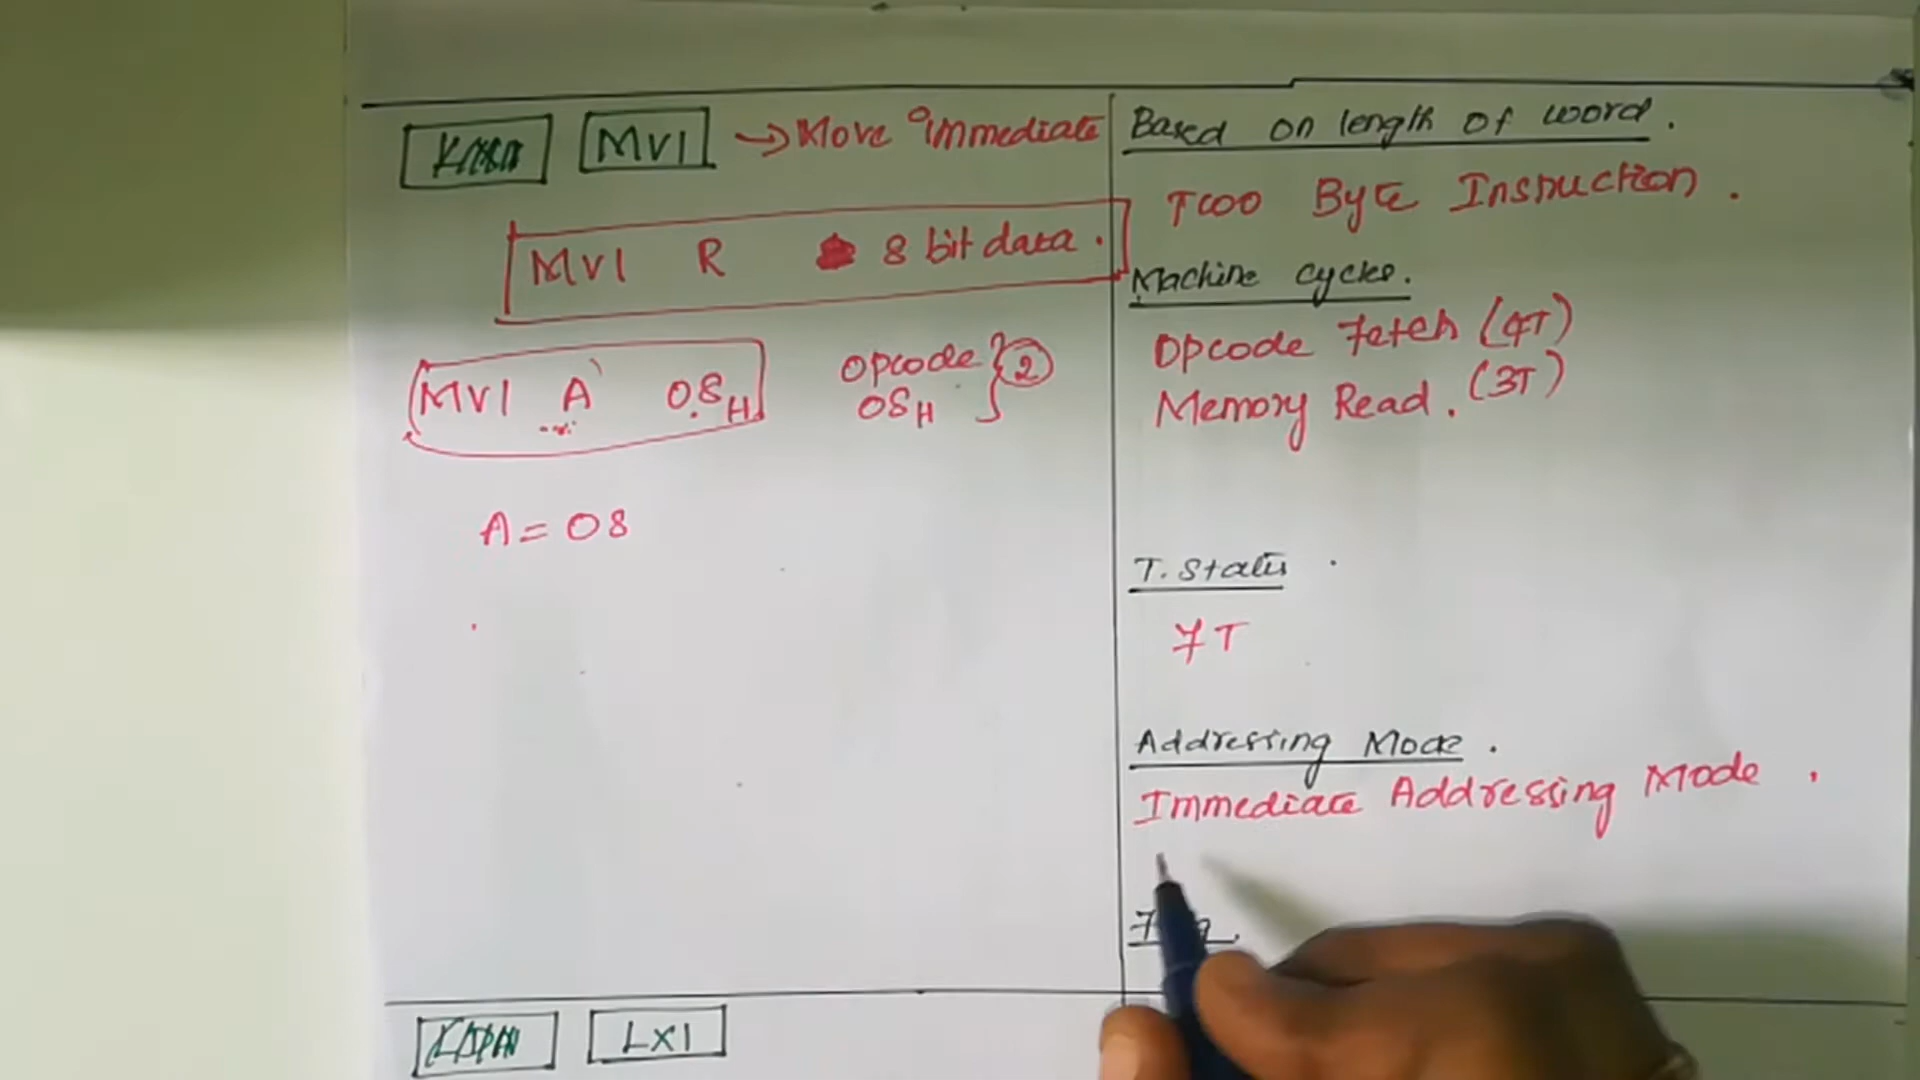 MVI → Move immediate
MVI R 8 bit data.
MVI A 08H
Opcode
08H } 2
A = 08
Based on length of word.
Two Byte Instruction.
Machine cycles.
Opcode Fetch (4T)
Memory Read. (3T)
T. States
7T
Addressing Mode.
Immediate Addressing Mode.
LXI